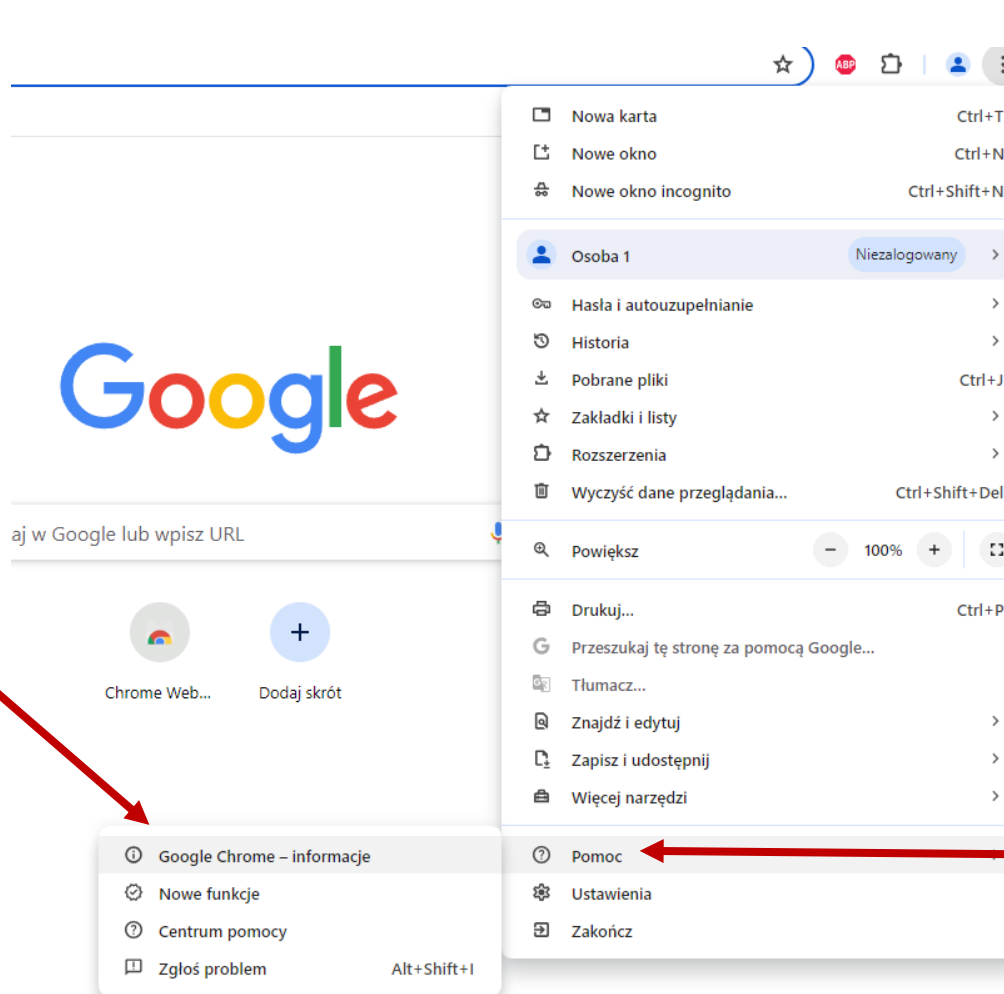 ABP
Nowa karta Ctrl+T
Nowe okno Ctrl+N
Nowe okno incognito Ctrl+Shift+N
Osoba 1 Niezalogowany
Hasła i autouzupełnianie
Historia
Pobrane pliki Ctrl+J
Zakładki i listy
Rozszerzenia
Wyczyść dane przeglądania... Ctrl+Shift+Del
Google
aj w Google lub wpisz URL
Powiększ − 100% +
Drukuj... Ctrl+P
Przeszukaj tę stronę za pomocą Google...
Tłumacz...
Chrome Web... Dodaj skrót
Znajdź i edytuj
Zapisz i udostępnij
Więcej narzędzi
Pomoc
Ustawienia
Zakończ
Google Chrome – informacje
Nowe funkcje
Centrum pomocy
Zgłoś problem Alt+Shift+I